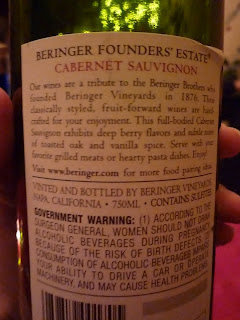 BERINGER FOUNDERS' ESTATE
CABERNET SAUVIGNON
Our wines are a tribute to the Beringer Brothers who
founded Beringer Vineyards in 1876. These
classically styled, fruit-forward wines are hand-
crafted for your enjoyment. This full-bodied Cabernet
Sauvignon exhibits deep berry flavors and subtle notes
of toasted oak and vanilla spice. Serve with your
favorite grilled meats or hearty pasta dishes. Enjoy!
Visit www.beringer.com for more food pairing ideas.
VINTED AND BOTTLED BY BERINGER VINEYARDS
NAPA, CALIFORNIA • 750ML • CONTAINS SULFITES
GOVERNMENT WARNING: (1) ACCORDING TO THE
SURGEON GENERAL, WOMEN SHOULD NOT DRINK
ALCOHOLIC BEVERAGES DURING PREGNANCY
BECAUSE OF THE RISK OF BIRTH DEFECTS.
CONSUMPTION OF ALCOHOLIC BEVERAGES
YOUR ABILITY TO DRIVE A CAR OR OPERATE
MACHINERY, AND MAY CAUSE HEALTH